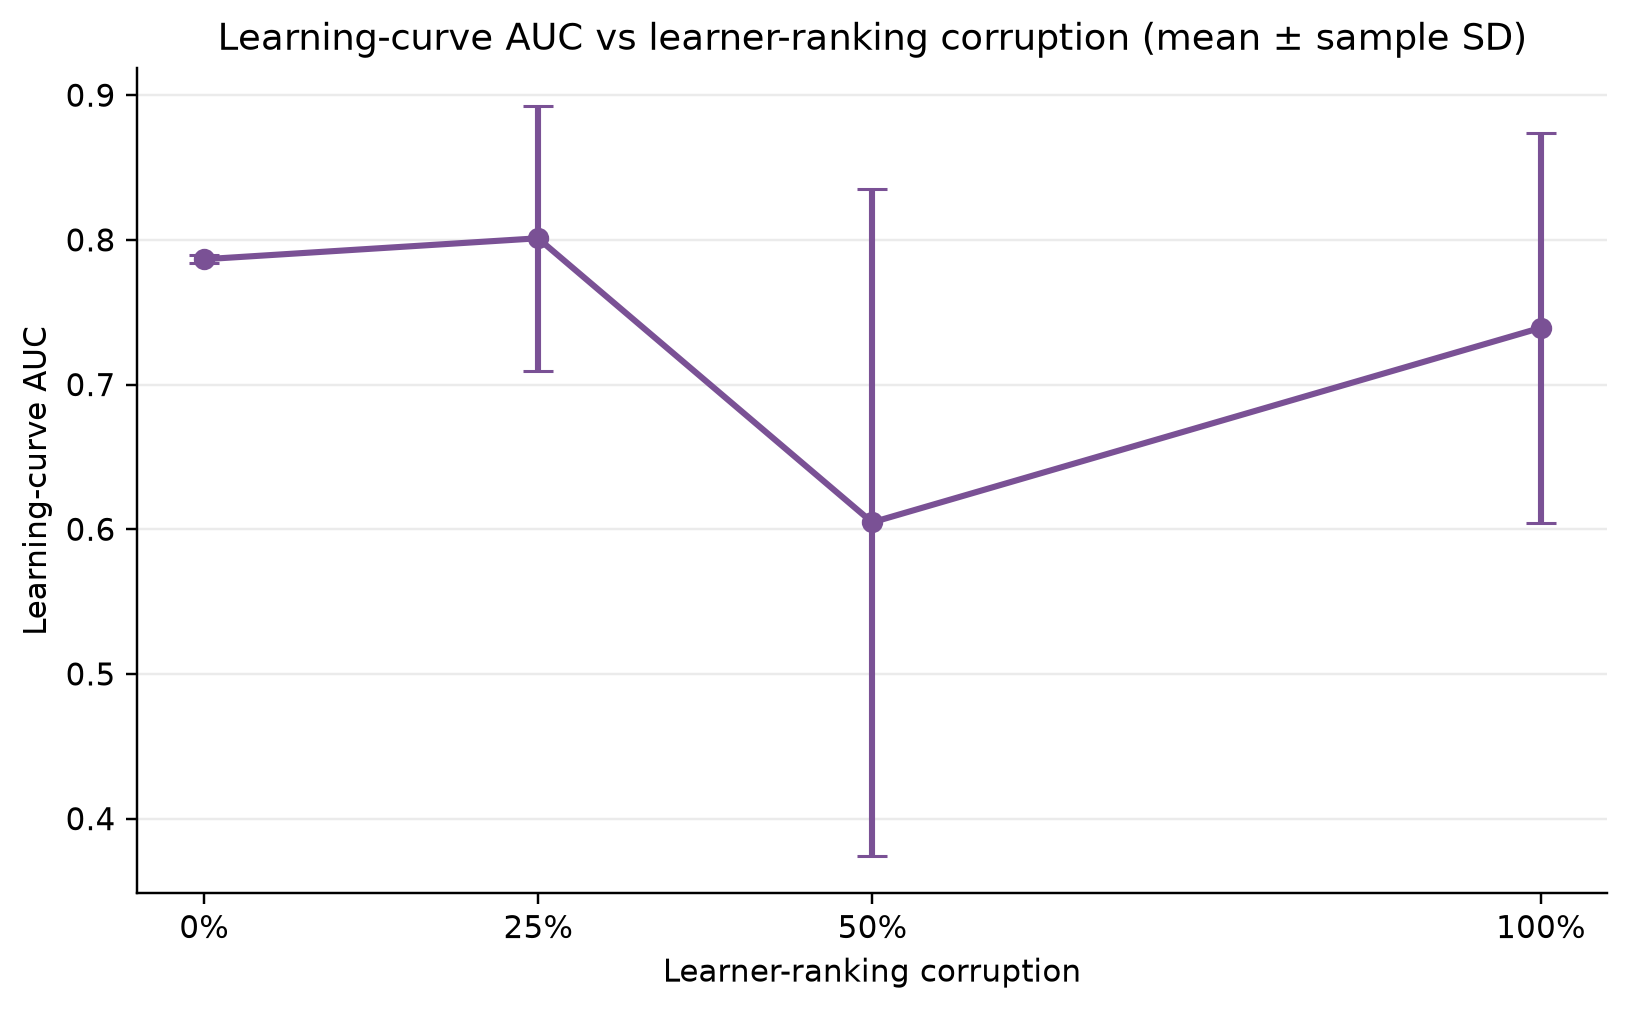 Learning-curve AUC vs learner-ranking corruption (mean ± sample SD)
Learning-curve AUC
0.9
0.8
0.7
0.6
0.5
0.4
0% 25% 50% 100%
Learner-ranking corruption